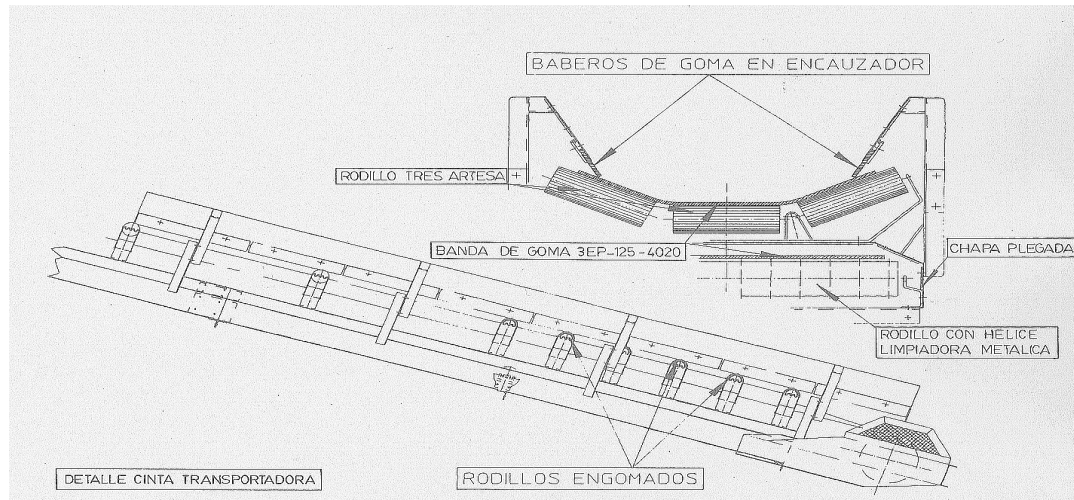 BABEROS DE GOMA EN ENCAUZADOR
RODILLO TRES ARTESA
BANDA DE GOMA 3EP-125-4020
CHAPA PLEGADA
RODILLO CON HÉLICE
LIMPIADORA METALICA
RODILLOS ENGOMADOS
DETALLE CINTA TRANSPORTADORA